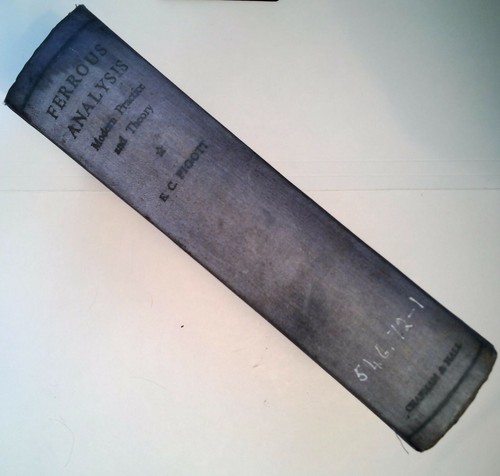 FERROUS
ANALYSIS
Modern Practice
and Theory
E. C. PIGOTT
546.72-1
CHAPMAN & HALL